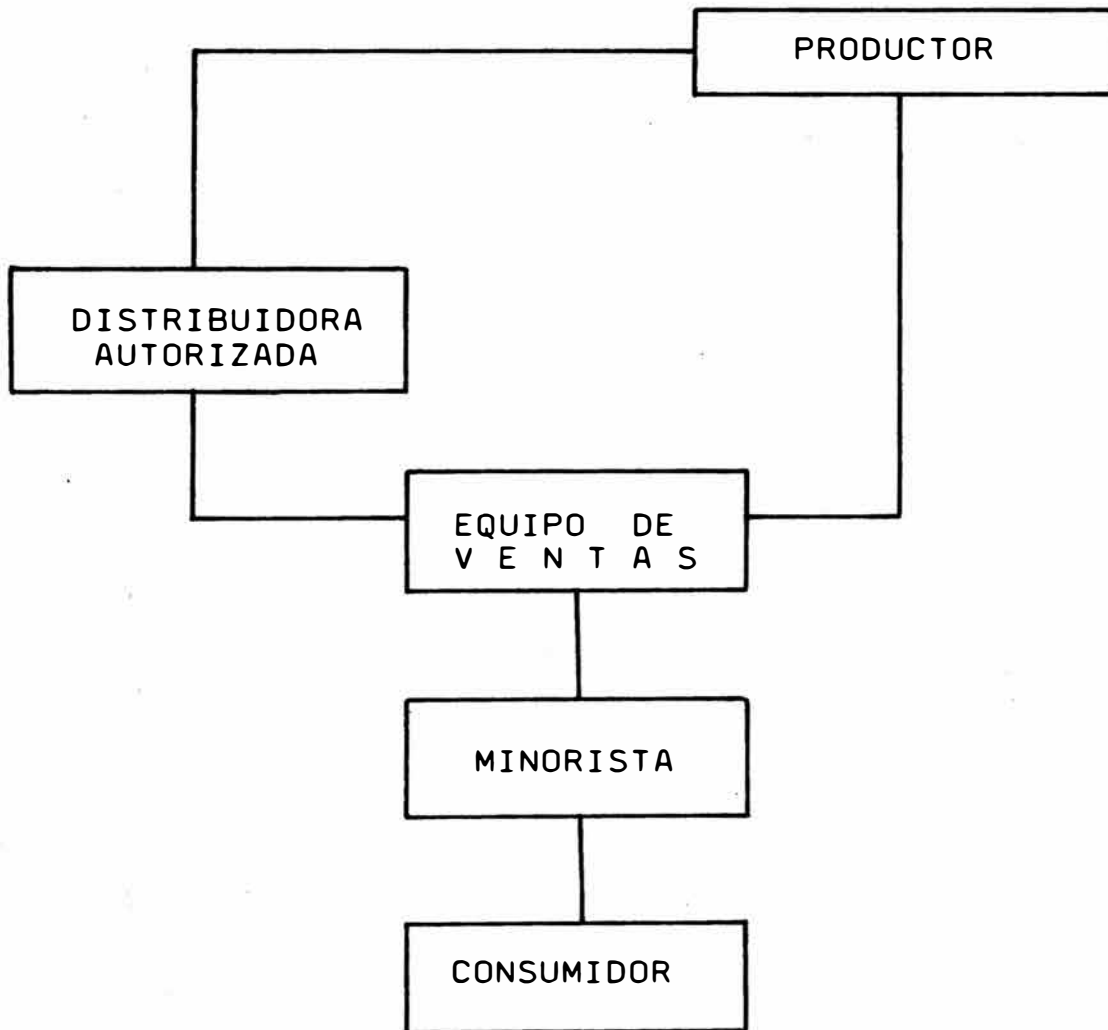 PRODUCTOR
DISTRIBUIDORA
AUTORIZADA
EQUIPO DE
V E N T A S
MINORISTA
CONSUMIDOR